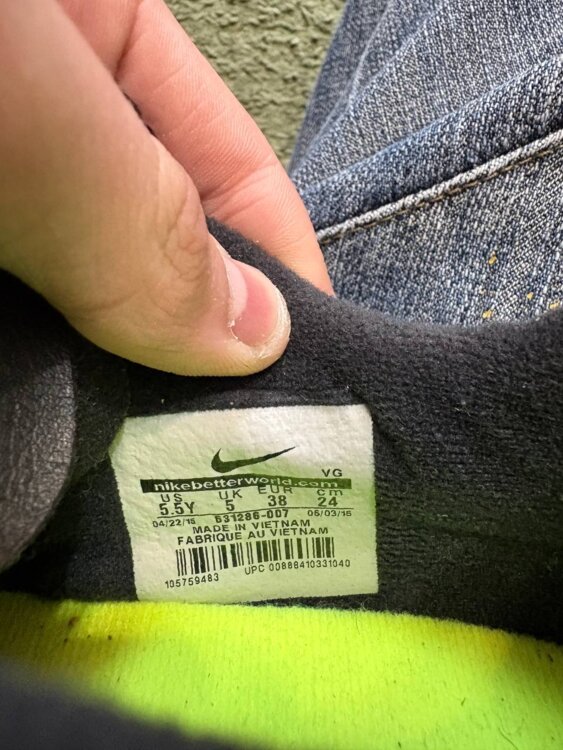 VG
nikebetterworld.com
US UK EUR cm
5.5Y 5 38 24
04/22/15 631286-007 06/03/15
MADE IN VIETNAM
FABRIQUE AU VIETNAM
105759483 UPC 00888410331040